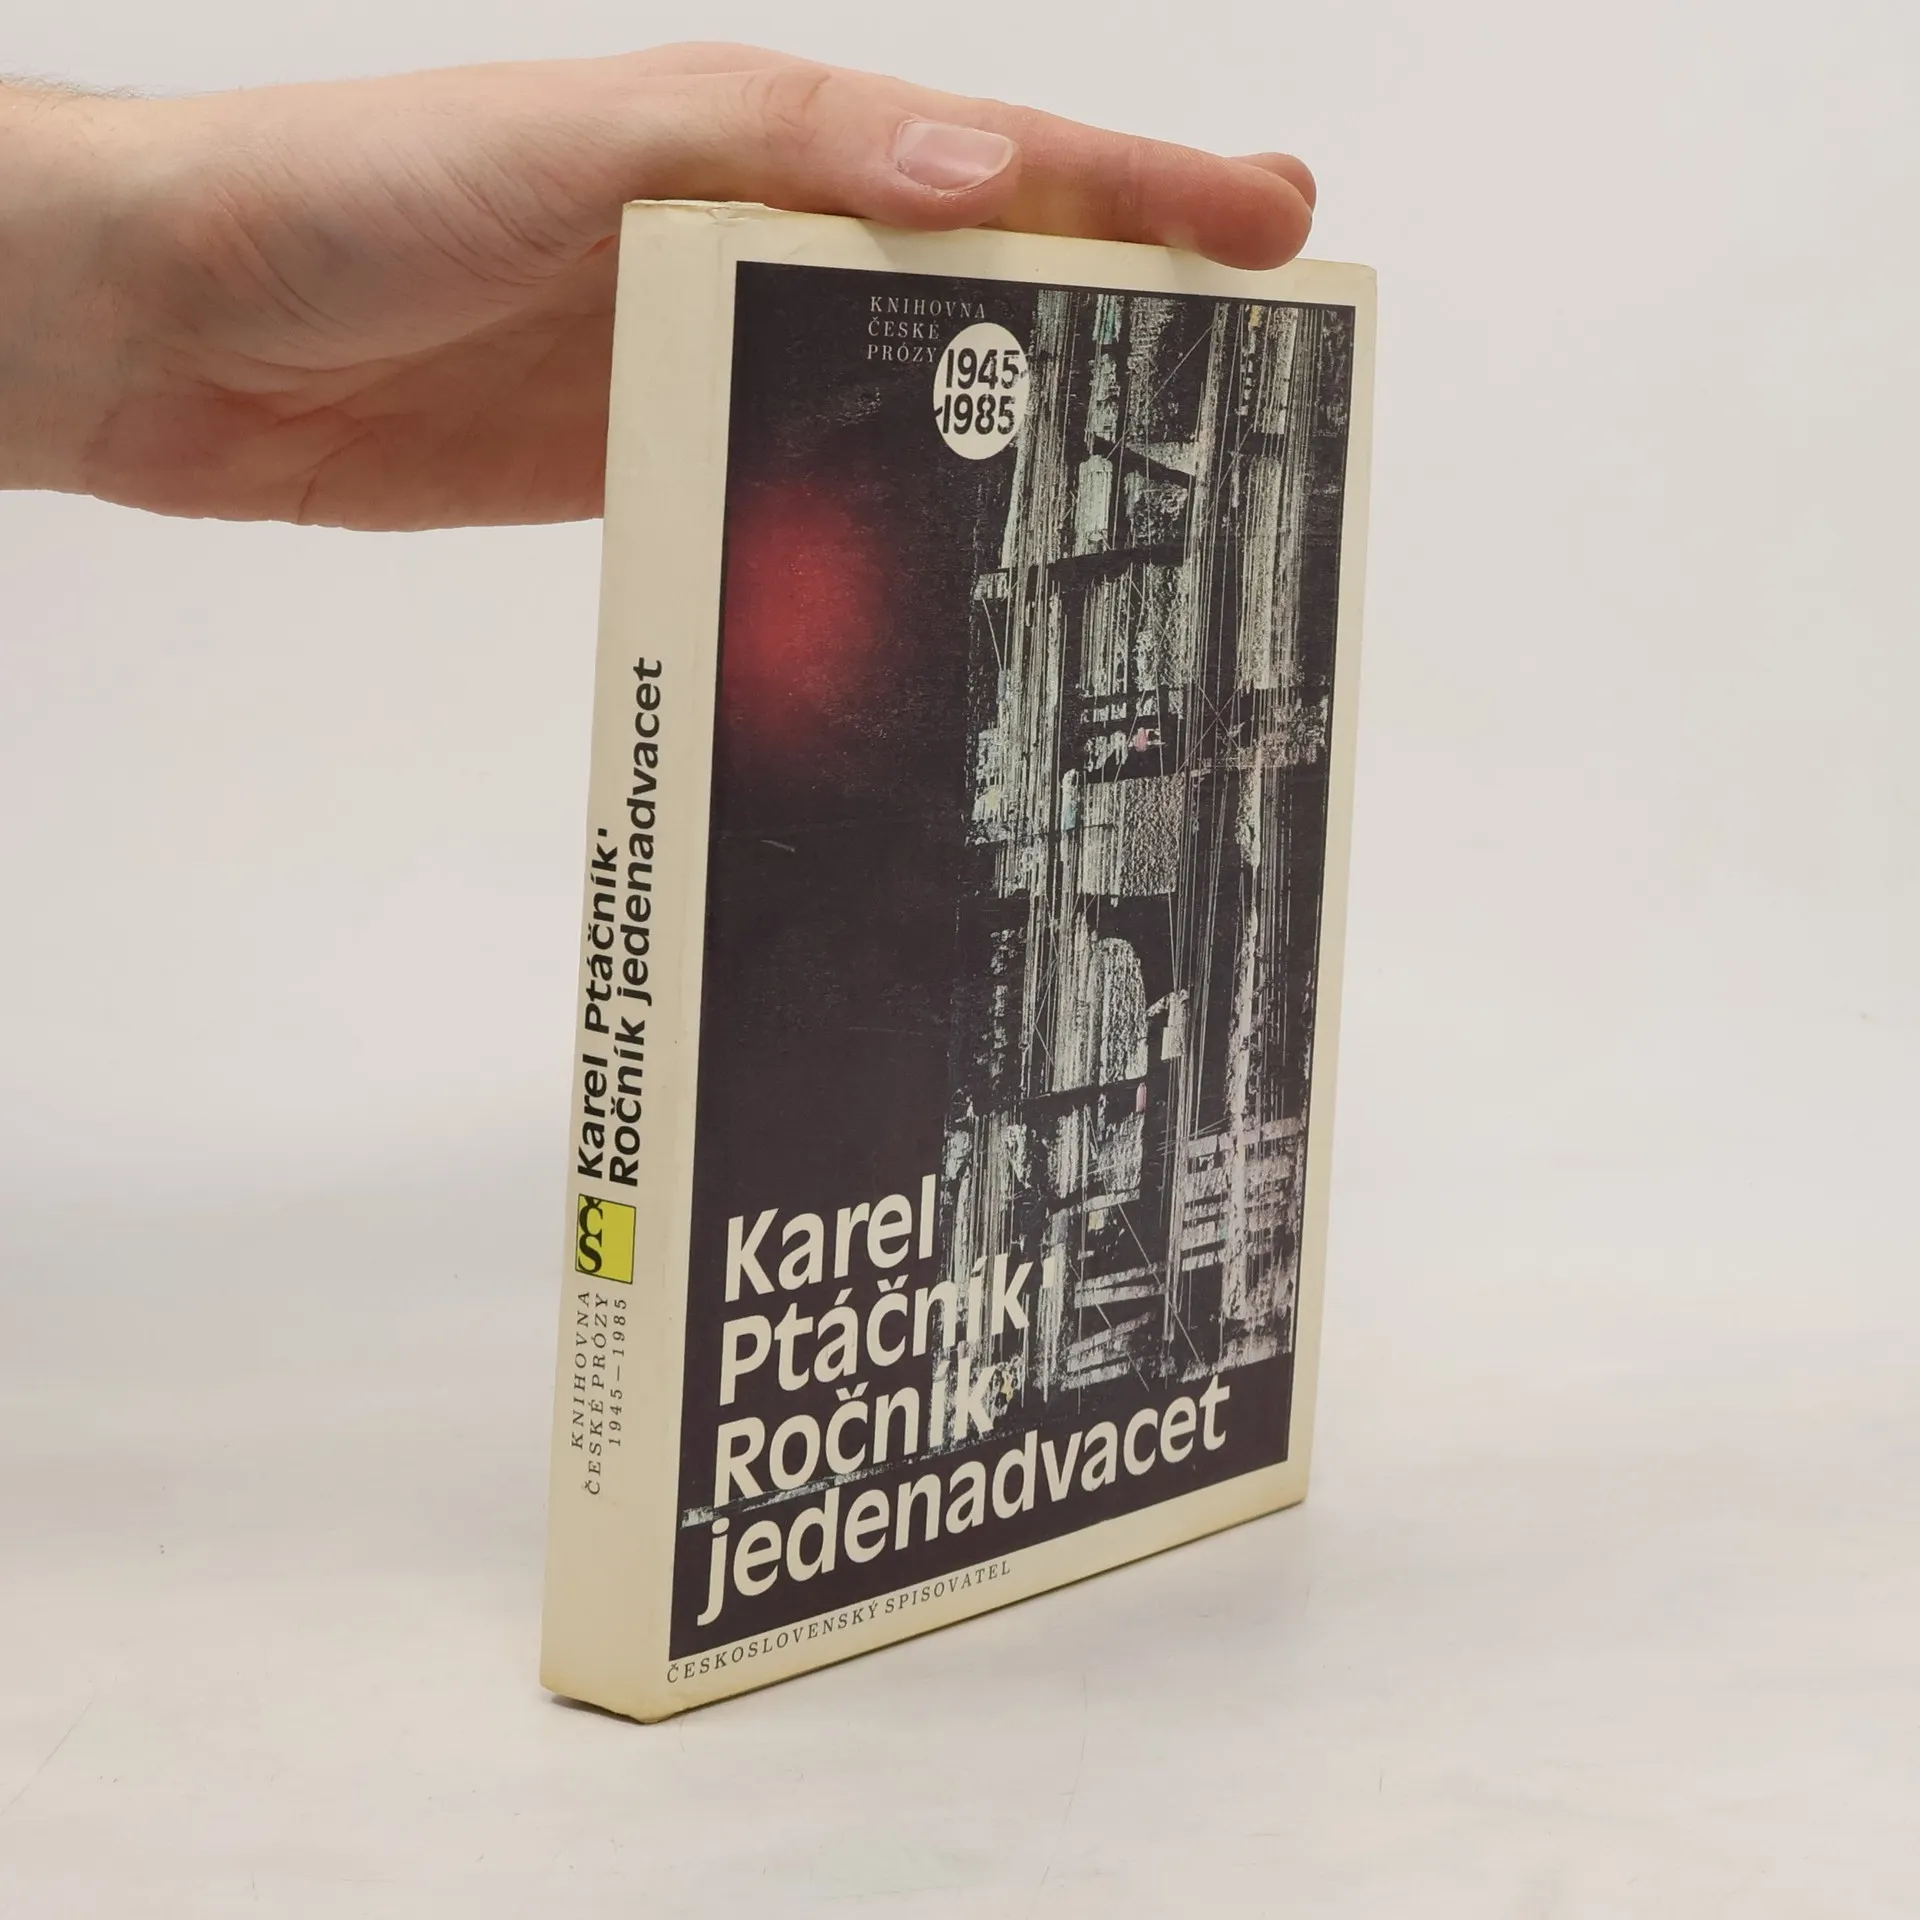 KNIHOVNA
ČESKÉ
PRÓZY
1945-
-1985
Karel
Ptáčník
Ročník
jedenadvacet
ČESKOSLOVENSKÝ SPISOVATEL
Karel Ptáčník
Ročník jedenadvacet
ČS
KNIHOVNA
ČESKÉ PRÓZY
1945—1985